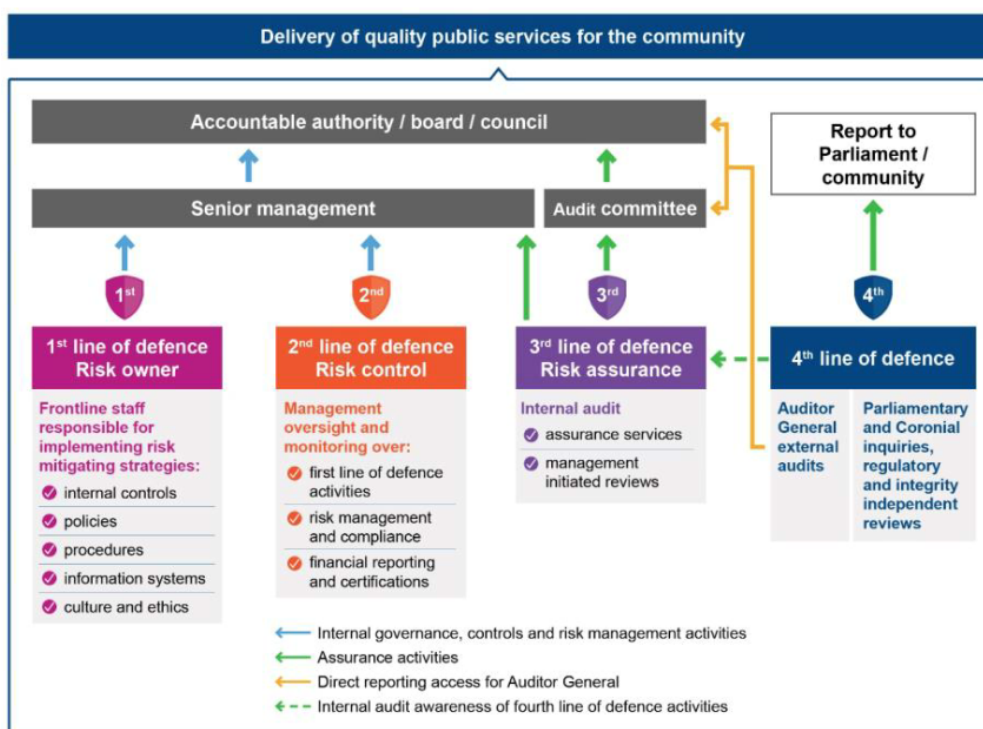 Delivery of quality public services for the community
Accountable authority / board / council
Report to
Parliament /
community
Senior management
Audit committee
1st
2nd
3rd
4th
1st line of defence
Risk owner
2nd line of defence
Risk control
3rd line of defence
Risk assurance
4th line of defence
Frontline staff
responsible for
implementing risk
mitigating strategies:
internal controls
policies
procedures
information systems
culture and ethics
Management
oversight and
monitoring over:
first line of defence
activities
risk management
and compliance
financial reporting
and certifications
Internal audit
assurance services
management
initiated reviews
Auditor
General
external
audits
Parliamentary
and Coronial
inquiries,
regulatory
and integrity
independent
reviews
Internal governance, controls and risk management activities
Assurance activities
Direct reporting access for Auditor General
Internal audit awareness of fourth line of defence activities